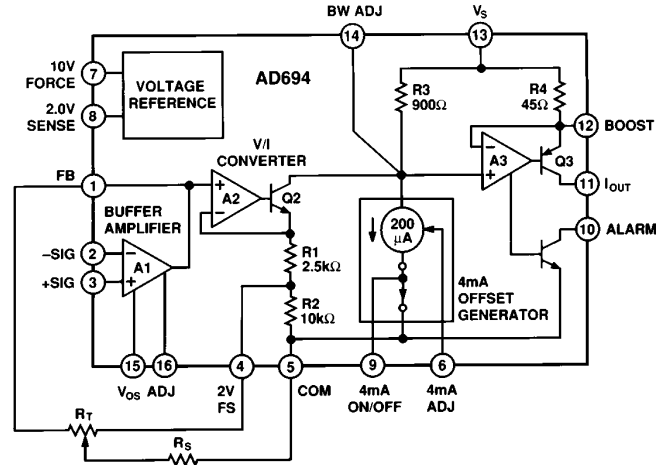 BW ADJ
VS
14
13
10V
FORCE
7
VOLTAGE
REFERENCE
AD694
R3
900Ω
R4
45Ω
2.0V
SENSE
8
12
BOOST
V/I
CONVERTER
A3
Q3
FB
1
A2
Q2
11
IOUT
BUFFER
AMPLIFIER
200
μA
10
ALARM
–SIG
2
R1
2.5kΩ
A1
+SIG
3
4mA
OFFSET
GENERATOR
R2
10kΩ
15
16
4
5
9
6
VOS ADJ
2V
FS
COM
4mA
ON/OFF
4mA
ADJ
RT
RS